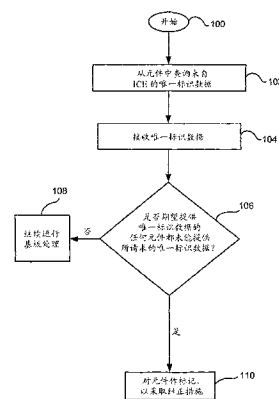 开始
100
从元件中查询来自
ICH 的唯一标识数据
102
接收唯一标识数据
104
106
是否期望提供
唯一标识数据的
任何元件都未能提供
所请求的唯一标识数据?
108
继续进行
基板处理
否
是
对元件作标记,
以采取纠正措施
110